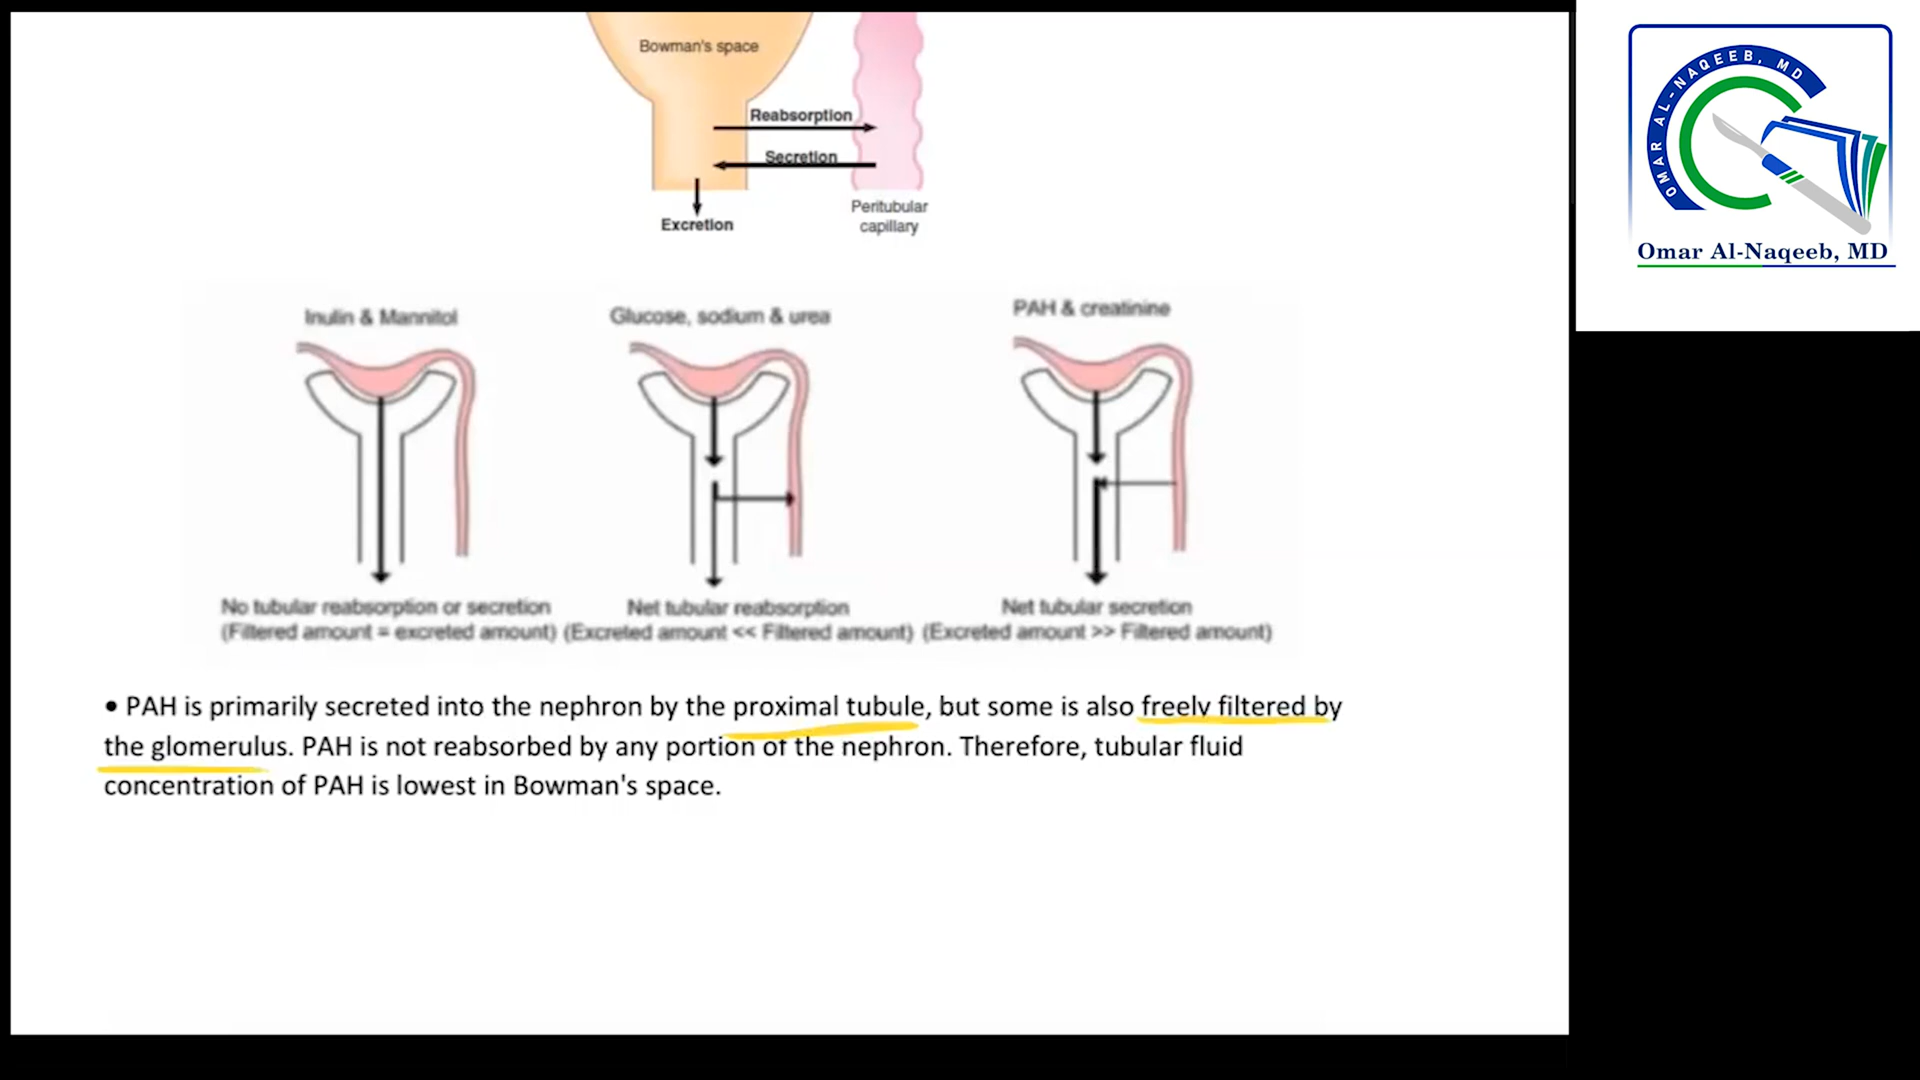 Bowman's space
Reabsorption
Secretion
Excretion
Peritubular
capillary
Inulin & Mannitol
Glucose, sodium & urea
PAH & creatinine
No tubular reabsorption or secretion
(Filtered amount = excreted amount)
Net tubular reabsorption
(Excreted amount << Filtered amount)
Net tubular secretion
(Excreted amount >> Filtered amount)
• PAH is primarily secreted into the nephron by the proximal tubule, but some is also freely filtered by
the glomerulus. PAH is not reabsorbed by any portion of the nephron. Therefore, tubular fluid
concentration of PAH is lowest in Bowman's space.
OMAR AL-NAQEEB, MD
Omar Al-Naqeeb, MD